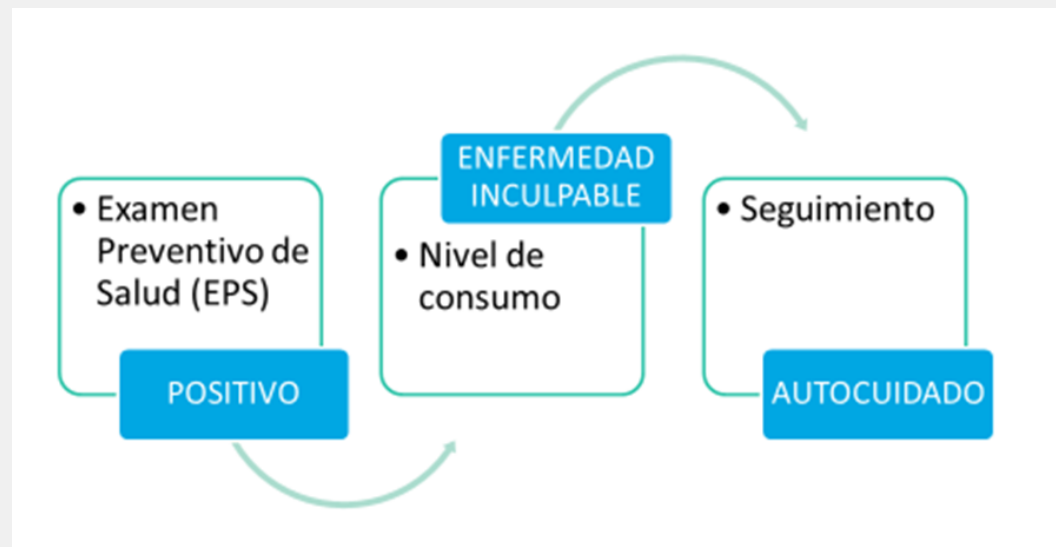 • Examen
Preventivo de
Salud (EPS)
POSITIVO
ENFERMEDAD
INCULPABLE
• Nivel de
consumo
• Seguimiento
AUTOCUIDADO